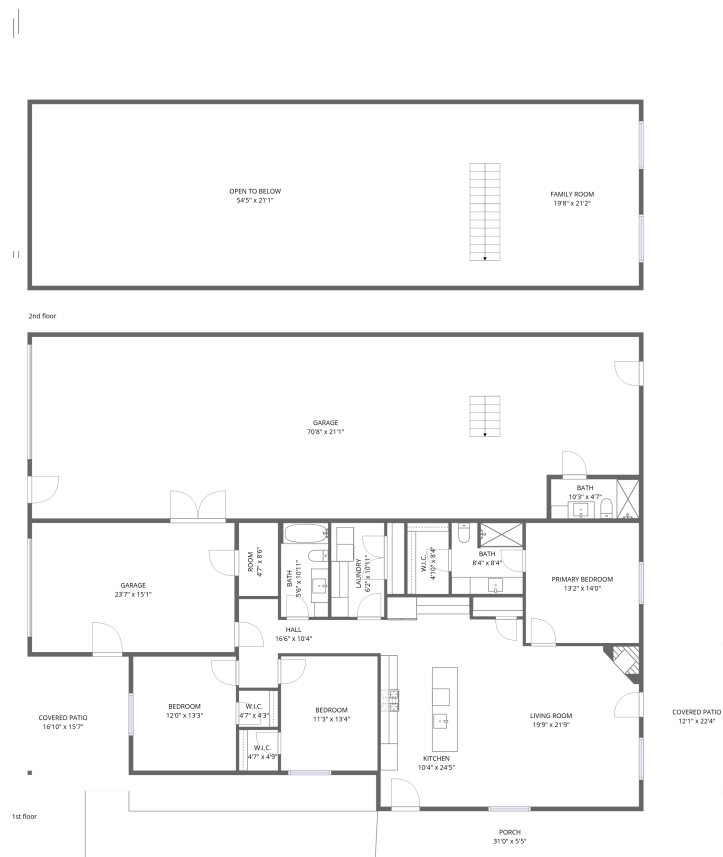 OPEN TO BELOW
54'5" x 21'1"
FAMILY ROOM
19'8" x 21'2"
2nd floor
GARAGE
70'8" x 21'1"
BATH
10'3" x 4'7"
GARAGE
23'7" x 15'1"
ROOM
4'7" x 8'6"
BATH
5'6" x 10'11"
LAUNDRY
6'2" x 10'11"
W.I.C.
4'10" x 8'4"
BATH
8'4" x 8'4"
PRIMARY BEDROOM
13'2" x 14'0"
HALL
16'6" x 10'4"
COVERED PATIO
16'10" x 15'7"
BEDROOM
12'0" x 13'3"
W.I.C.
4'7" x 4'3"
W.I.C.
4'7" x 4'9"
BEDROOM
11'3" x 13'4"
KITCHEN
10'4" x 24'5"
LIVING ROOM
19'9" x 21'9"
COVERED PATIO
12'1" x 22'4"
1st floor
PORCH
31'0" x 5'5"